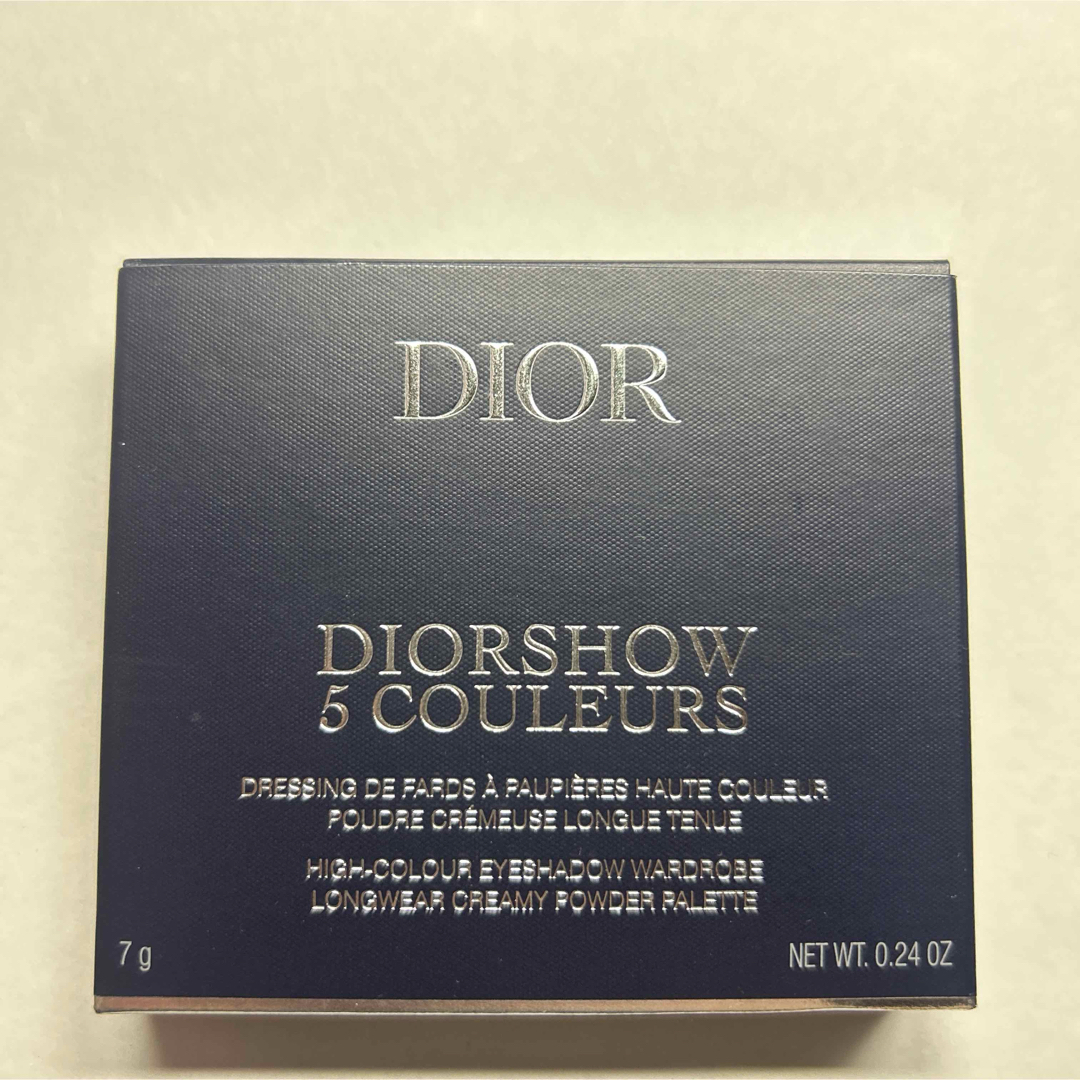 DIOR
DIORSHOW
5 COULEURS
DRESSING DE FARDS À PAUPIÈRES HAUTE COULEUR
POUDRE CRÉMEUSE LONGUE TENUE
HIGH-COLOUR EYESHADOW WARDROBE
LONGWEAR CREAMY POWDER PALETTE
7 g
NET WT. 0.24 OZ